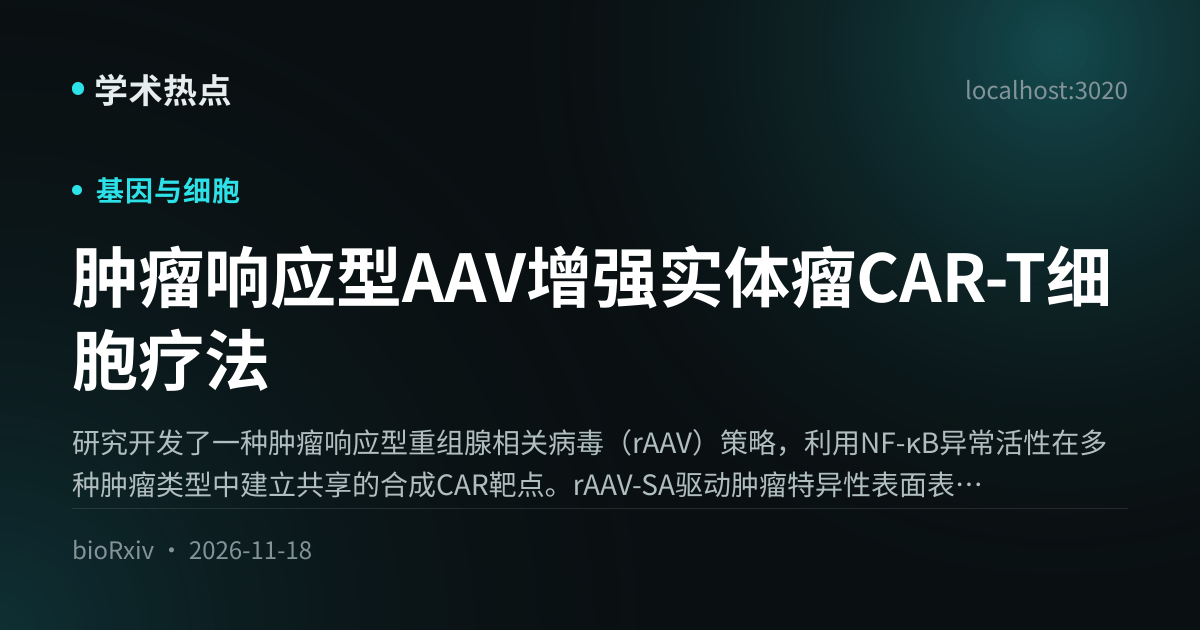 学术热点
localhost:3020
基因与细胞
肿瘤响应型AAV增强实体瘤CAR-T细
胞疗法
研究开发了一种肿瘤响应型重组腺相关病毒（rAAV）策略，利用NF-κB异常活性在多
种肿瘤类型中建立共享的合成CAR靶点。rAAV-SA驱动肿瘤特异性表面表…
bioRxiv • 2026-11-18